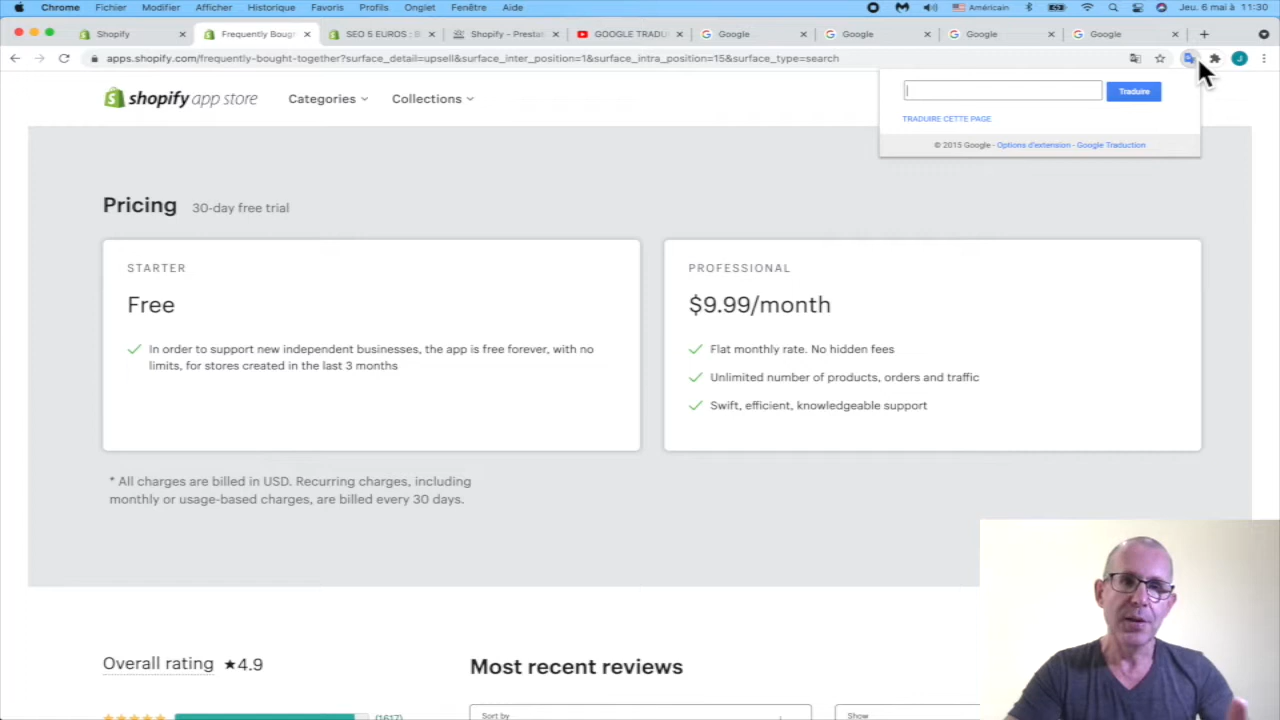 Chrome Fichier Modifier Afficher Historique Favoris Profils Onglet Fenêtre Aide Américain Jeu. 6 mai à 11:30
Shopify Frequently Bough SEO 5 EUROS : B Shopify - Prestat GOOGLE TRADU Google Google Google Google
apps.shopify.com/frequently-bought-together?surface_detail=upsell&surface_inter_position=1&surface_intra_position=15&surface_type=search
J
shopify app store Categories Collections
Traduire
TRADUIRE CETTE PAGE
© 2015 Google - Options d'extension - Google Traduction
Pricing 30-day free trial
STARTER
Free
In order to support new independent businesses, the app is free forever, with no
limits, for stores created in the last 3 months
PROFESSIONAL
$9.99/month
Flat monthly rate. No hidden fees
Unlimited number of products, orders and traffic
Swift, efficient, knowledgeable support
* All charges are billed in USD. Recurring charges, including
monthly or usage-based charges, are billed every 30 days.
Overall rating ★4.9
Most recent reviews
(1617)
Sort by
Show